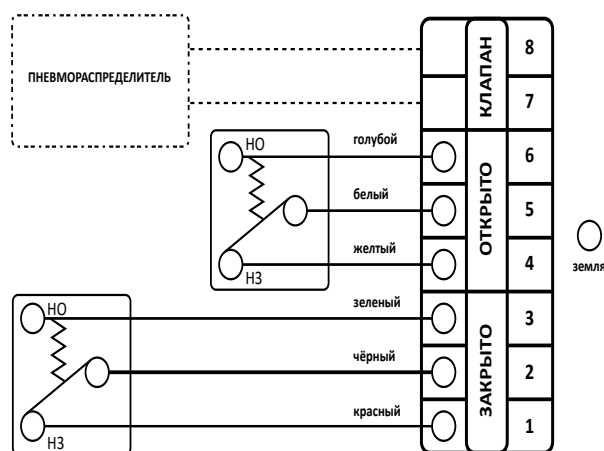 ПНЕВМОРАСПРЕДЕЛИТЕЛЬ
КЛАПАН
8
7
НО
голубой
6
белый
5
НЗ
желтый
4
ОТКРЫТО
земля
НО
зеленый
3
чёрный
2
НЗ
красный
1
ЗАКРЫТО